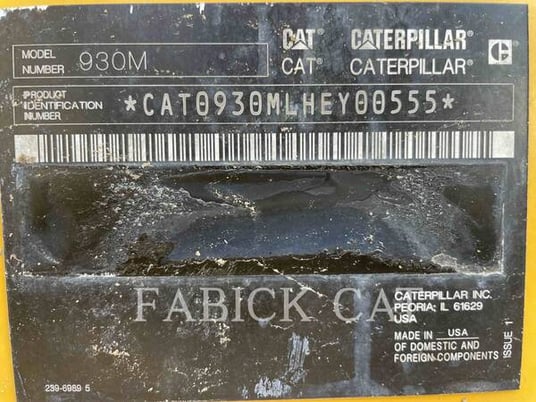 MODEL NUMBER 930M
CAT CATERPILLAR C
CAT® CATERPILLAR®
PRODUCT IDENTIFICATION NUMBER *CAT0930MLHEY00555*
FABICK CAT
CATERPILLAR INC.
PEORIA, IL 61629
USA
MADE IN USA
OF DOMESTIC AND
FOREIGN COMPONENTS
ISSUE 1
239-6989 5